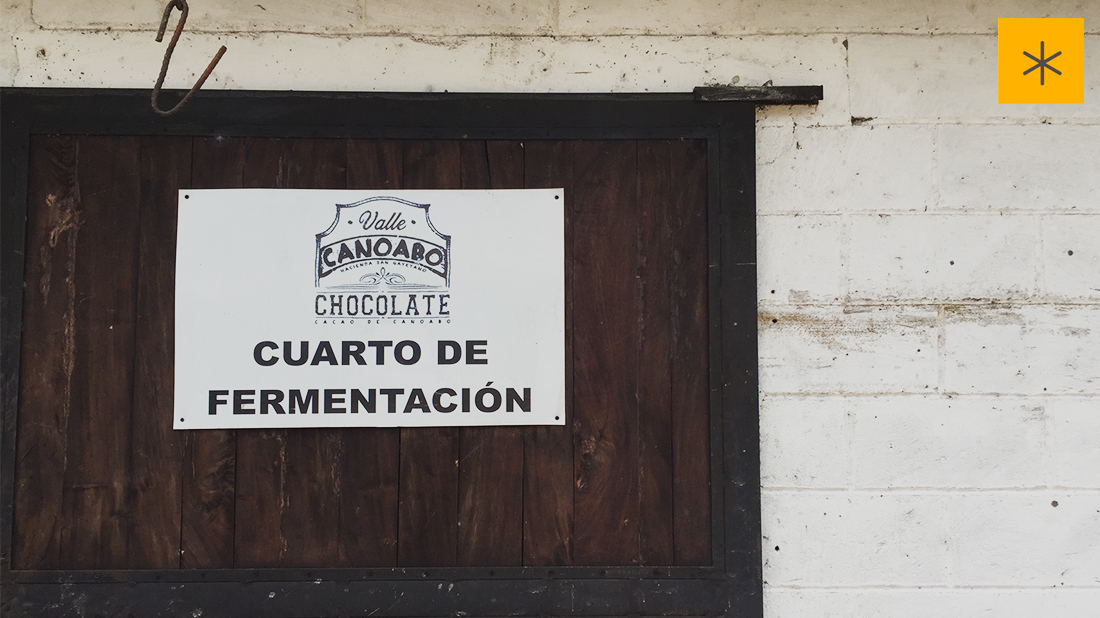 Valle
CANOABO
HACIENDA SAN CAYETANO
CHOCOLATE
CACAO DE CANOABO
CUARTO DE
FERMENTACIÓN